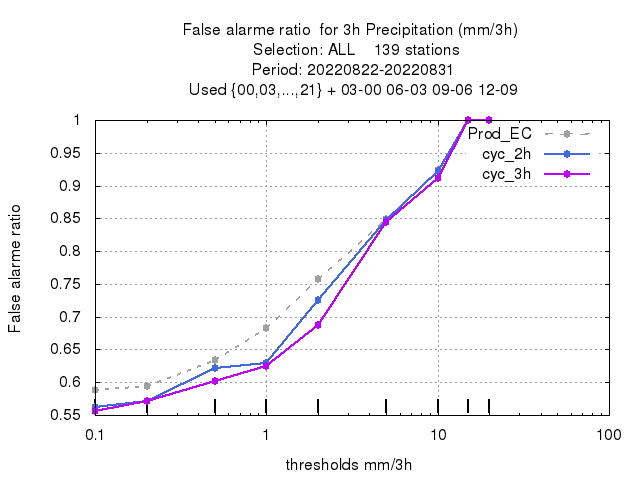 False alarme ratio  for 3h Precipitation (mm/3h)
Selection: ALL    139 stations
Period: 20220822-20220831
Used {00,03,...,21} + 03-00 06-03 09-06 12-09
1
0.95
0.9
0.85
0.8
0.75
0.7
0.65
0.6
0.55
False alarme ratio
Prod_EC
cyc_2h
cyc_3h
0.1 1 10 100
thresholds mm/3h